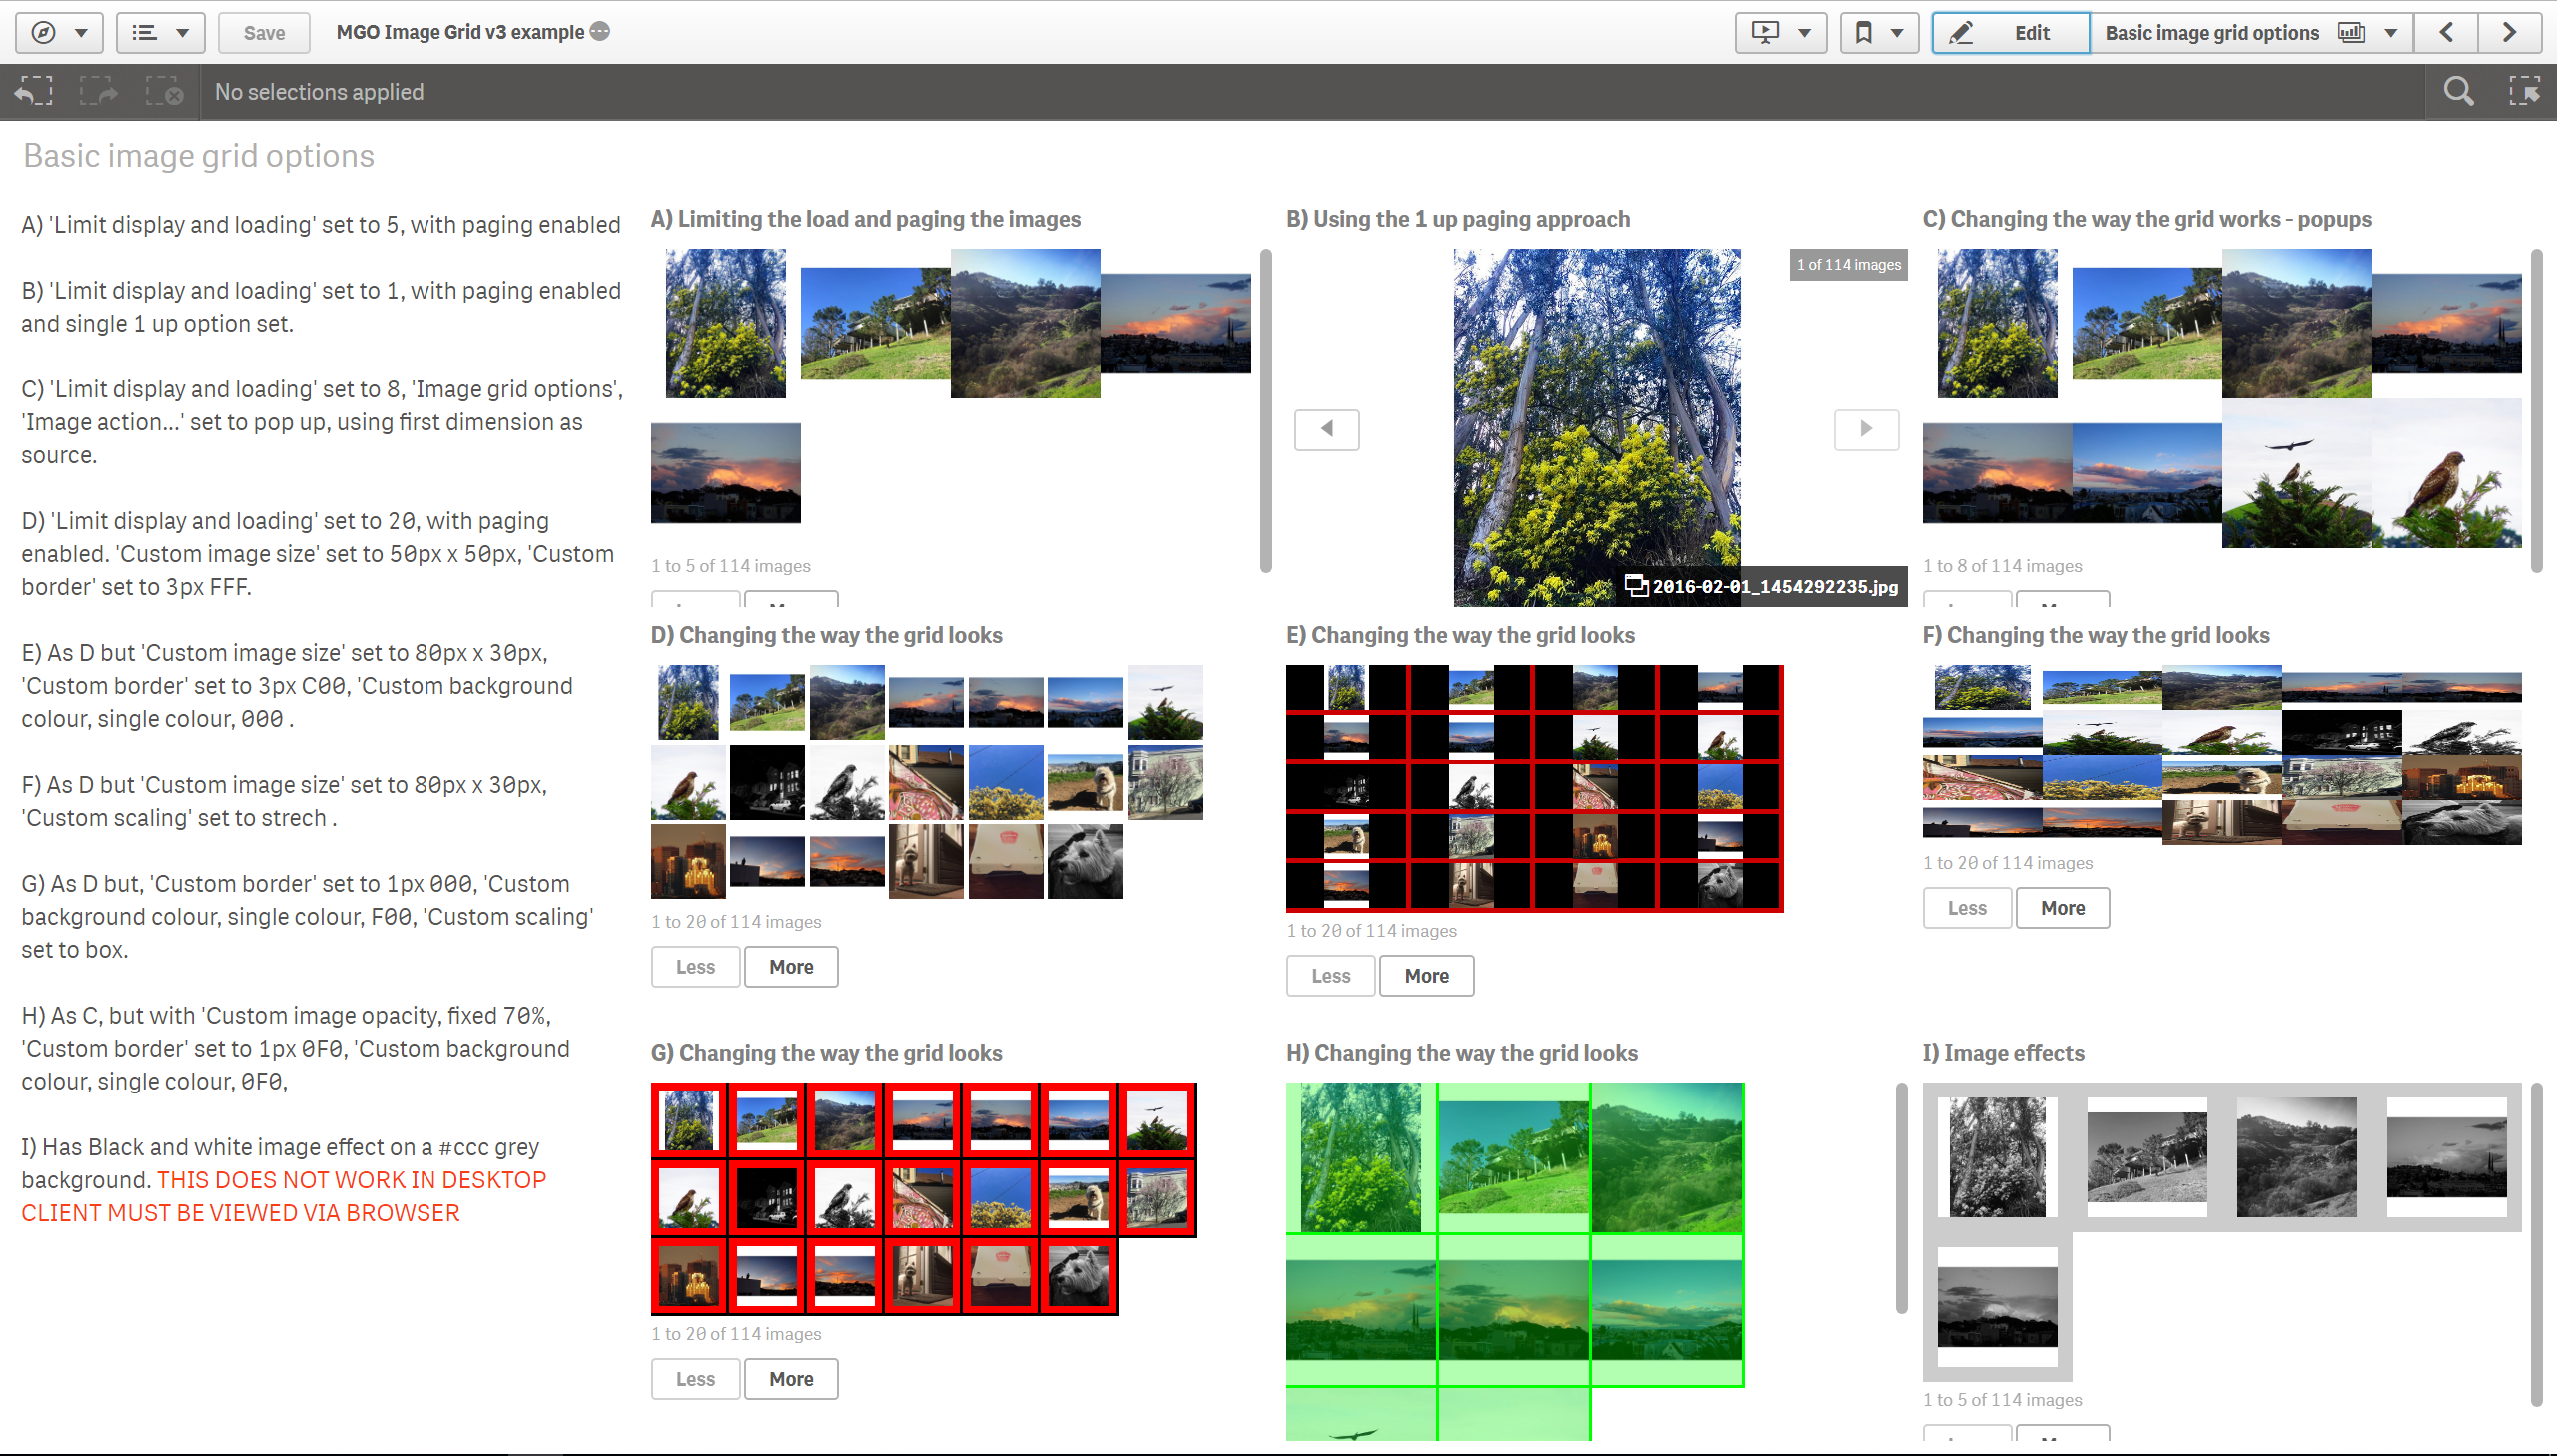 Save
MGO Image Grid v3 example
Edit
Basic image grid options
No selections applied
Basic image grid options
A) 'Limit display and loading' set to 5, with paging enabled
B) 'Limit display and loading' set to 1, with paging enabled
and single 1 up option set.
C) 'Limit display and loading' set to 8, 'Image grid options',
'Image action...' set to pop up, using first dimension as
source.
D) 'Limit display and loading' set to 20, with paging
enabled. 'Custom image size' set to 50px x 50px, 'Custom
border' set to 3px FFF.
E) As D but 'Custom image size' set to 80px x 30px,
'Custom border' set to 3px C00, 'Custom background
colour, single colour, 000 .
F) As D but 'Custom image size' set to 80px x 30px,
'Custom scaling' set to strech .
G) As D but, 'Custom border' set to 1px 000, 'Custom
background colour, single colour, F00, 'Custom scaling'
set to box.
H) As C, but with 'Custom image opacity, fixed 70%,
'Custom border' set to 1px 0F0, 'Custom background
colour, single colour, 0F0,
I) Has Black and white image effect on a #ccc grey
background. THIS DOES NOT WORK IN DESKTOP
CLIENT MUST BE VIEWED VIA BROWSER
A) Limiting the load and paging the images
1 to 5 of 114 images
B) Using the 1 up paging approach
1 of 114 images
2016-02-01_1454292235.jpg
C) Changing the way the grid works - popups
1 to 8 of 114 images
D) Changing the way the grid looks
1 to 20 of 114 images
Less
More
E) Changing the way the grid looks
1 to 20 of 114 images
Less
More
F) Changing the way the grid looks
1 to 20 of 114 images
Less
More
G) Changing the way the grid looks
1 to 20 of 114 images
Less
More
H) Changing the way the grid looks
I) Image effects
1 to 5 of 114 images